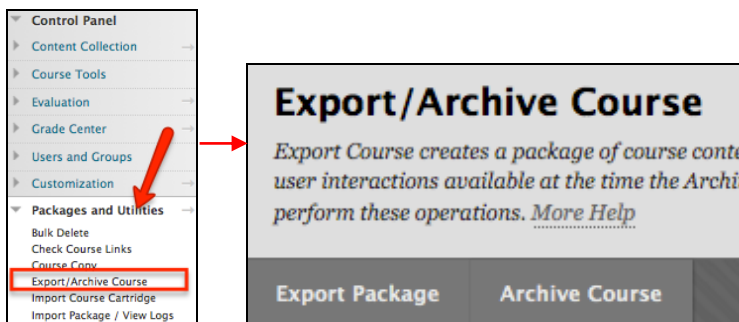 Control Panel
Content Collection
Course Tools
Evaluation
Grade Center
Users and Groups
Customization
Packages and Utilities
Bulk Delete
Check Course Links
Course Copy
Export/Archive Course
Import Course Cartridge
Import Package / View Logs
Export/Archive Course
Export Course creates a package of course conte
user interactions available at the time the Archi
perform these operations. More Help
Export Package
Archive Course